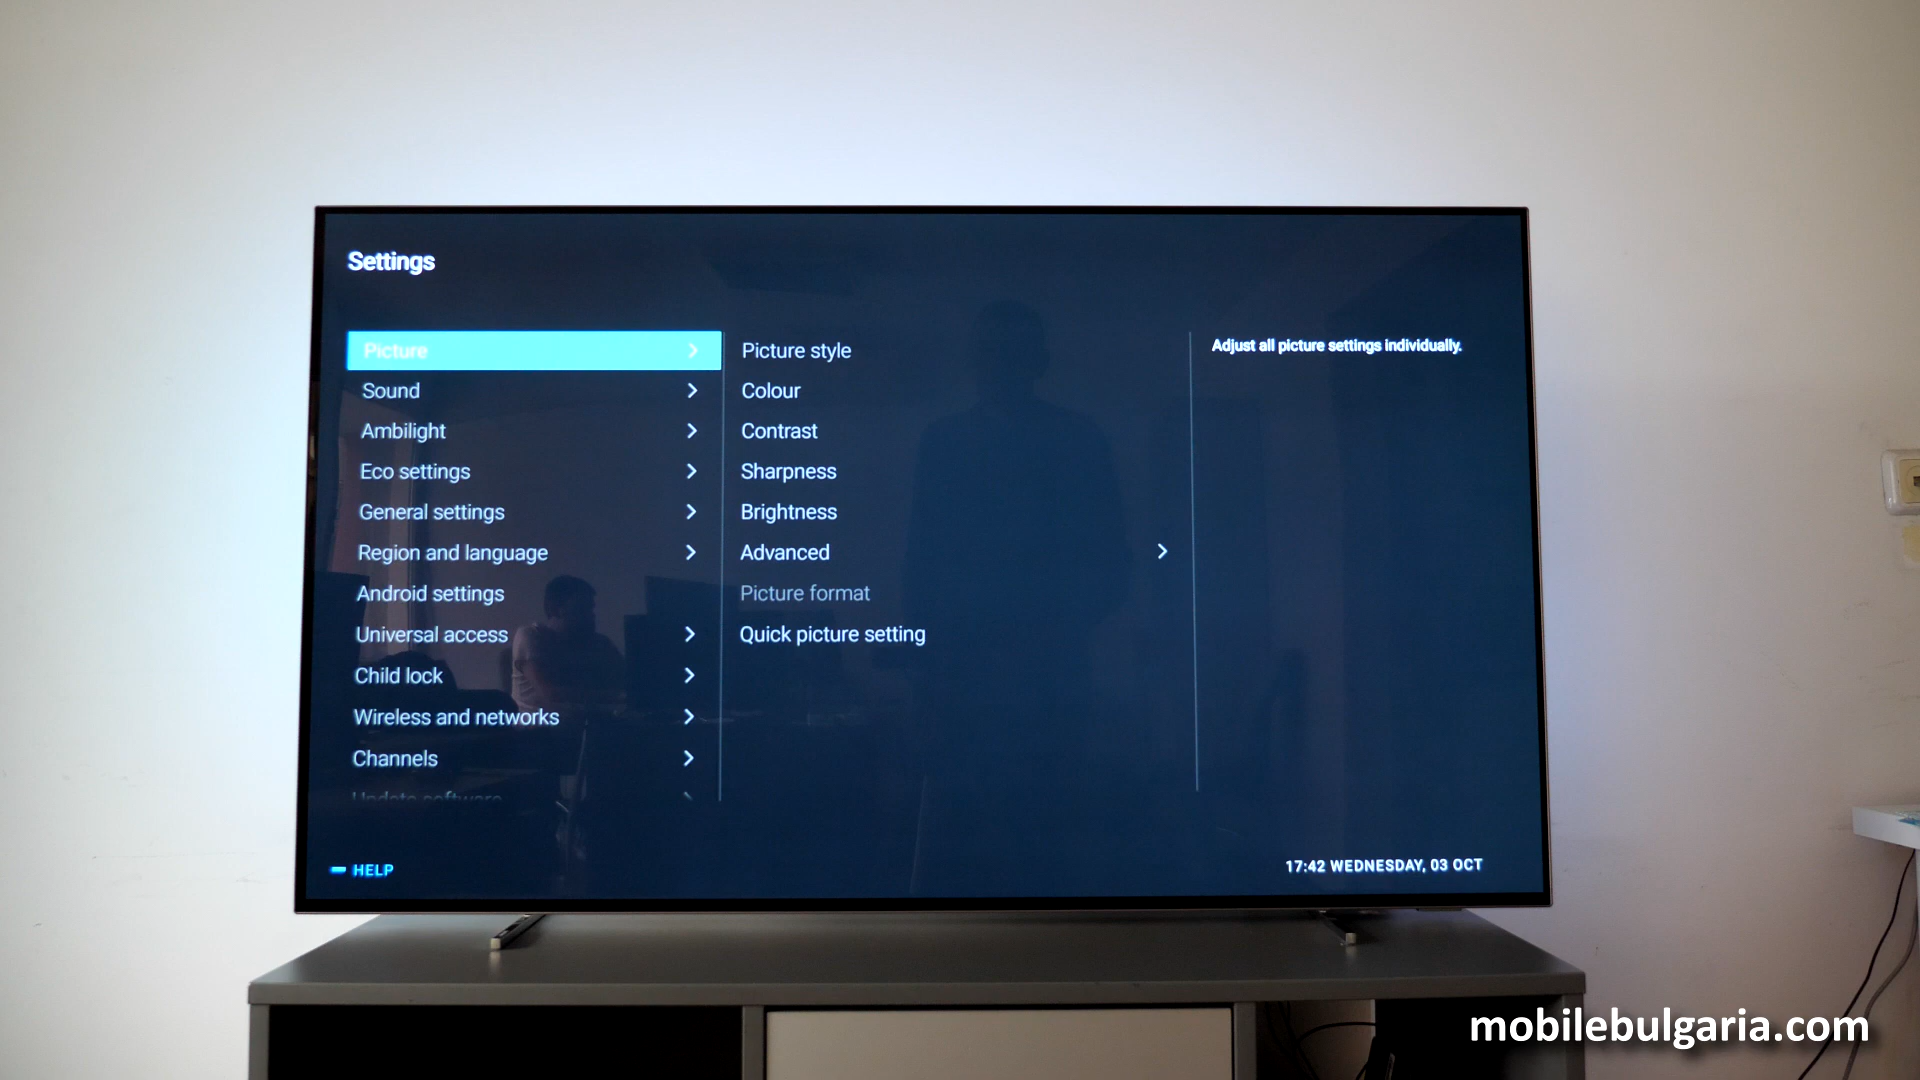 Settings
Picture
Sound
Ambilight
Eco settings
General settings
Region and language
Android settings
Universal access
Child lock
Wireless and networks
Channels
Update software
Picture style
Colour
Contrast
Sharpness
Brightness
Advanced
Picture format
Quick picture setting
Adjust all picture settings individually.
HELP
17:42 WEDNESDAY, 03 OCT
mobilebulgaria.com